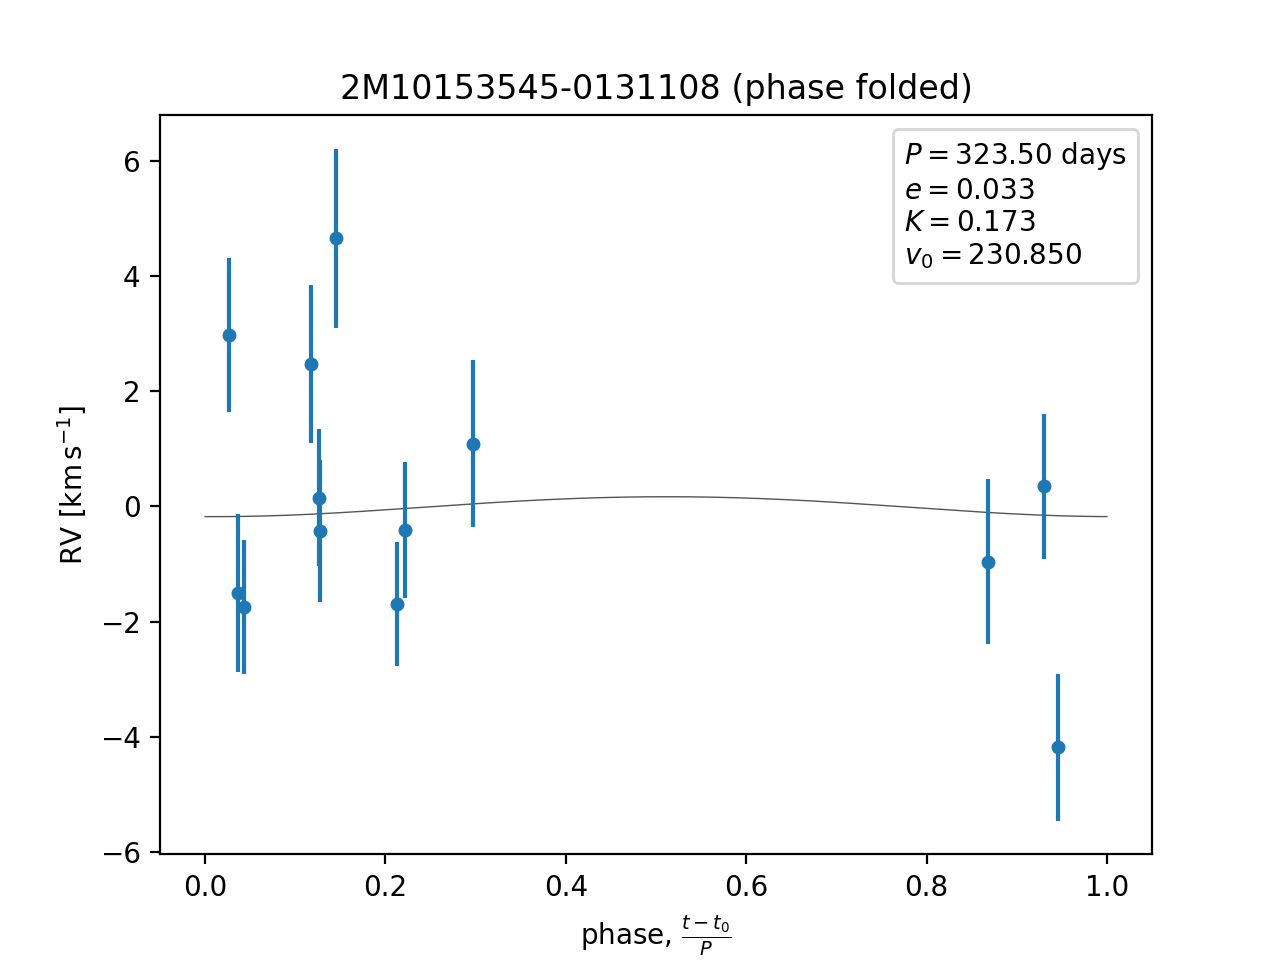 2M10153545-0131108 (phase folded)
P = 323.50 days
e = 0.033
K = 0.173
v₀ = 230.850
6
4
2
0
−2
−4
−6
RV [km s⁻¹]
0.0 0.2 0.4 0.6 0.8 1.0
phase, (t − t₀)/P